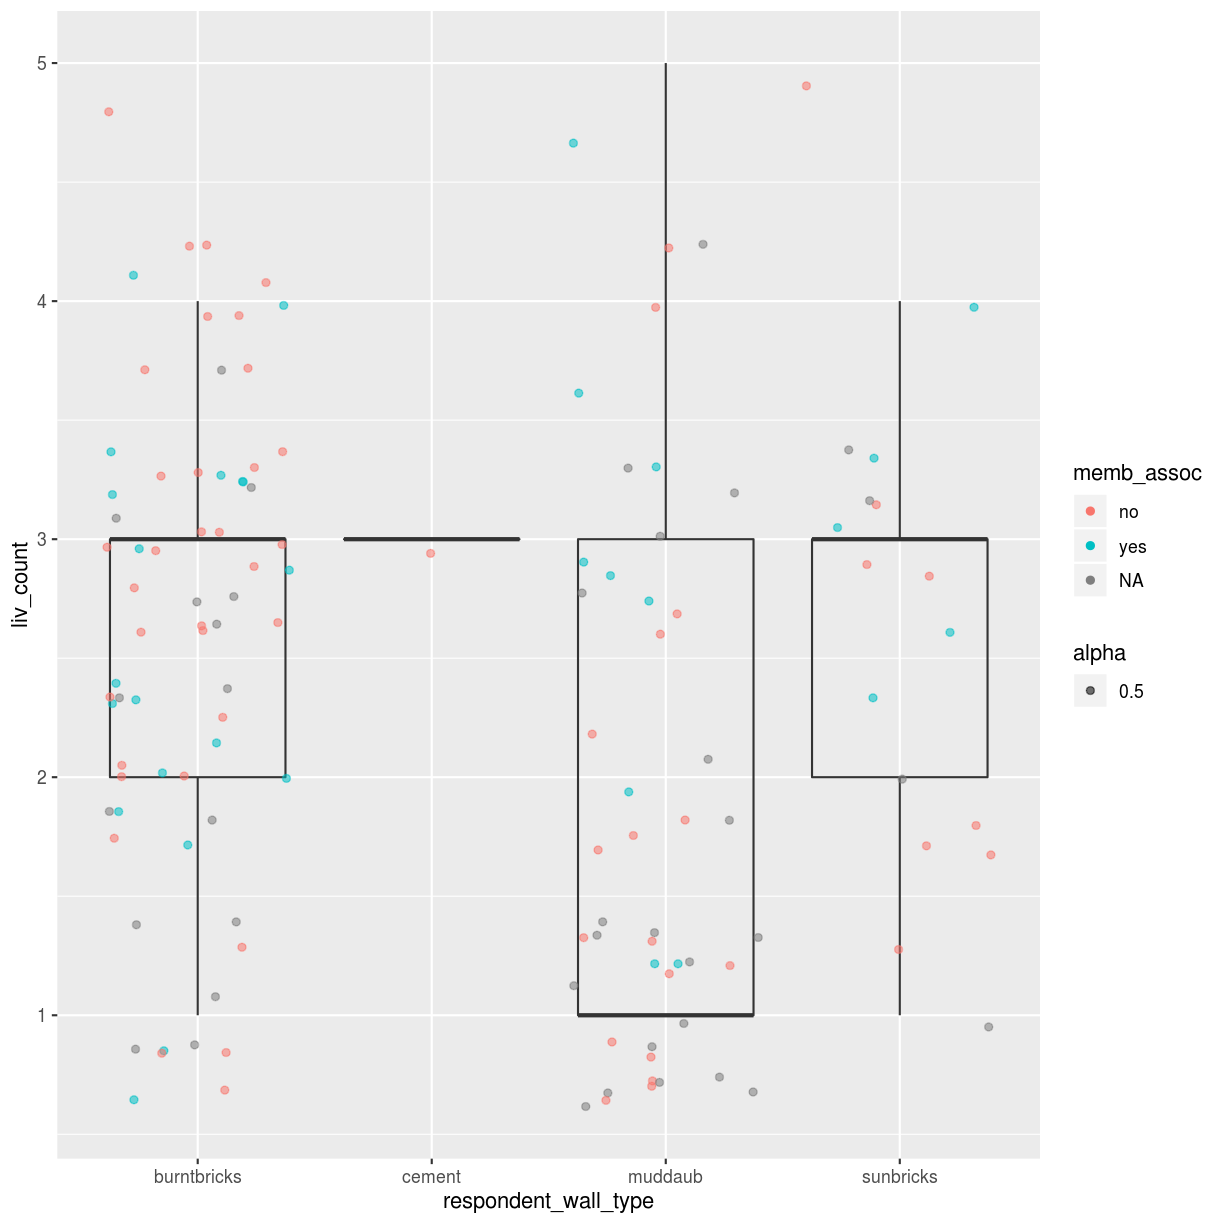 5
4
3
2
1
liv_count
burntbricks cement muddaub sunbricks
respondent_wall_type
memb_assoc
no
yes
NA
alpha
0.5